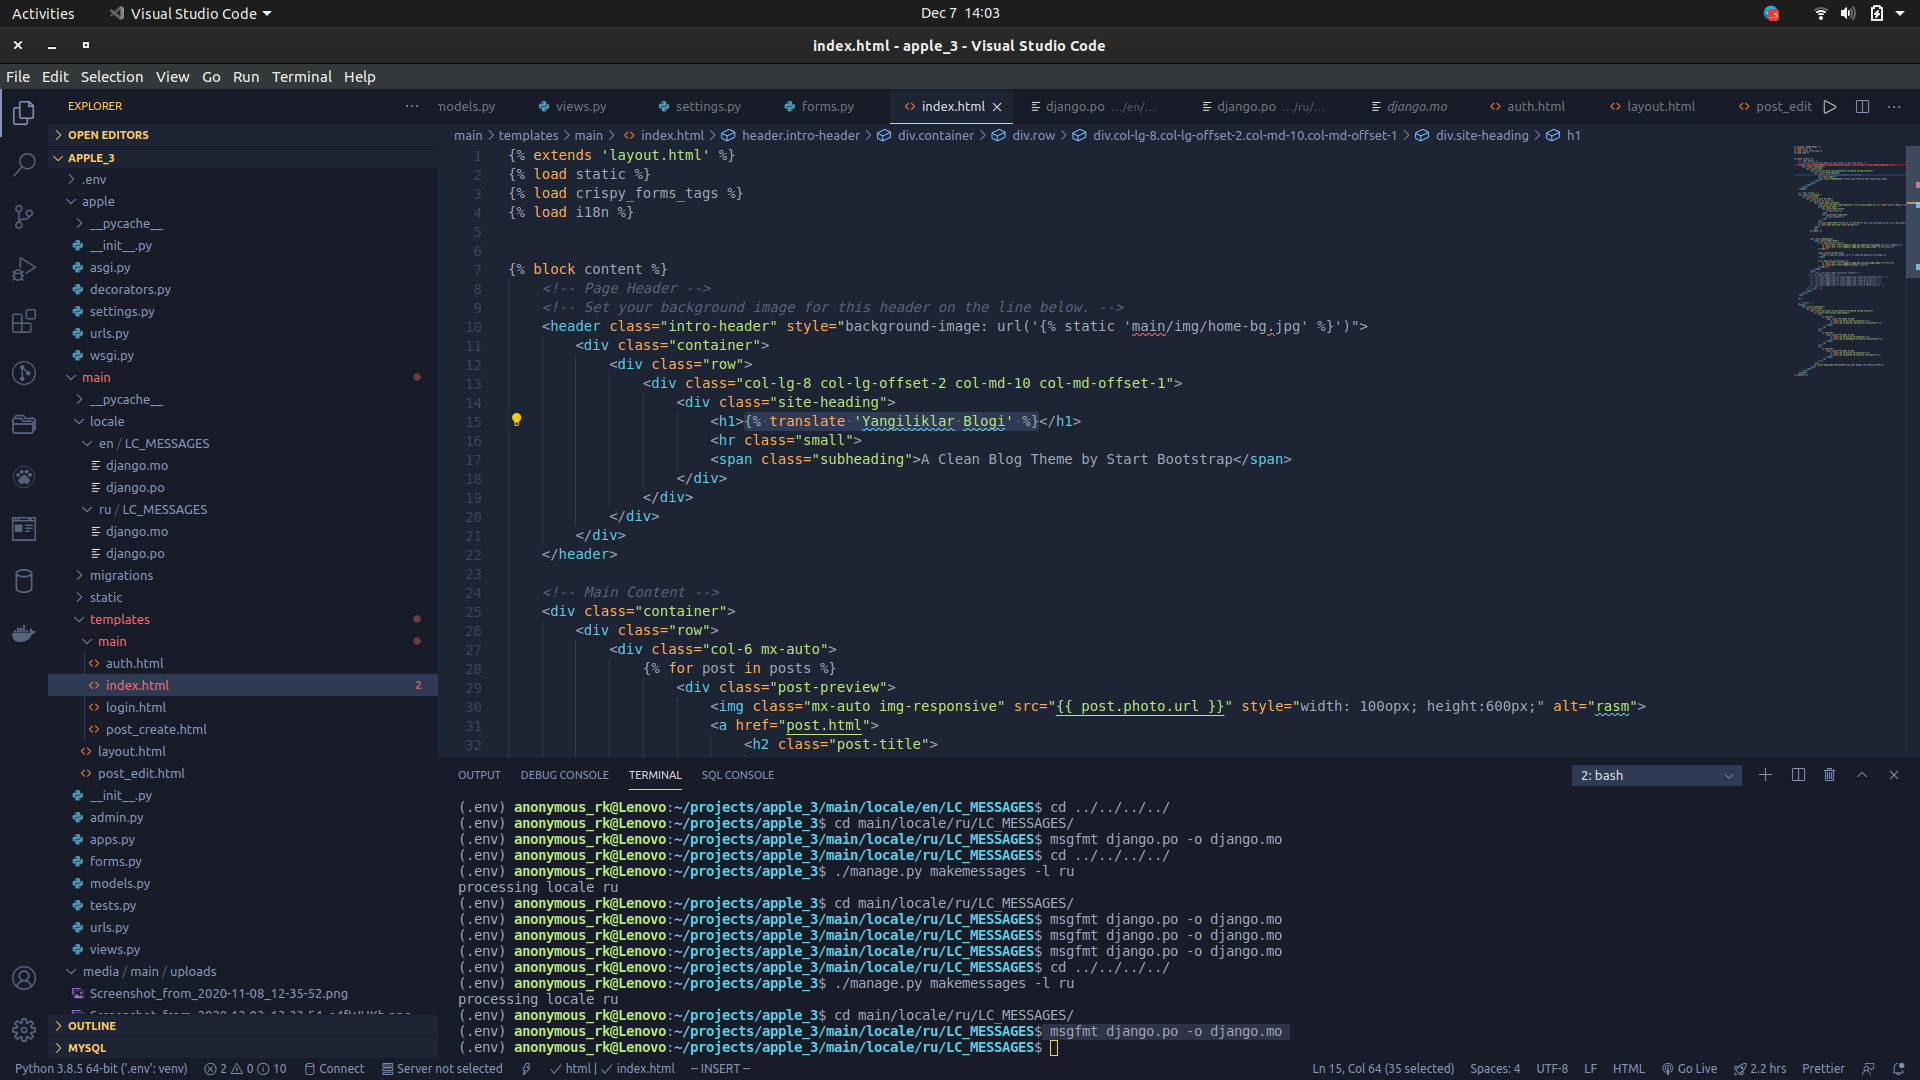 Activities
Visual Studio Code
Dec 7 14:03
index.html - apple_3 - Visual Studio Code
File Edit Selection View Go Run Terminal Help
EXPLORER
OPEN EDITORS
APPLE_3
.env
apple
__pycache__
__init__.py
asgi.py
decorators.py
settings.py
urls.py
wsgi.py
main
__pycache__
locale
en / LC_MESSAGES
django.mo
django.po
ru / LC_MESSAGES
django.mo
django.po
migrations
static
templates
main
auth.html
index.html 2
login.html
post_create.html
layout.html
post_edit.html
__init__.py
admin.py
apps.py
forms.py
models.py
tests.py
urls.py
views.py
media / main / uploads
Screenshot_from_2020-11-08_12-35-52.png
OUTLINE
MYSQL
models.py views.py settings.py forms.py index.html django.po .../en/... django.po .../ru/... django.mo auth.html layout.html post_edit
main > templates > main > index.html > header.intro-header > div.container > div.row > div.col-lg-8.col-lg-offset-2.col-md-10.col-md-offset-1 > div.site-heading > h1
1 {% extends 'layout.html' %}
2 {% load static %}
3 {% load crispy_forms_tags %}
4 {% load i18n %}
5
6
7 {% block content %}
8 <!-- Page Header -->
9 <!-- Set your background image for this header on the line below. -->
10 <header class="intro-header" style="background-image: url('{% static 'main/img/home-bg.jpg' %}')">
11 <div class="container">
12 <div class="row">
13 <div class="col-lg-8 col-lg-offset-2 col-md-10 col-md-offset-1">
14 <div class="site-heading">
15 <h1>{% translate 'Yangiliklar Blogi' %}</h1>
16 <hr class="small">
17 <span class="subheading">A Clean Blog Theme by Start Bootstrap</span>
18 </div>
19 </div>
20 </div>
21 </div>
22 </header>
23
24 <!-- Main Content -->
25 <div class="container">
26 <div class="row">
27 <div class="col-6 mx-auto">
28 {% for post in posts %}
29 <div class="post-preview">
30 <img class="mx-auto img-responsive" src="{{ post.photo.url }}" style="width: 100opx; height:600px;" alt="rasm">
31 <a href="post.html">
32 <h2 class="post-title">
OUTPUT DEBUG CONSOLE TERMINAL SQL CONSOLE
2: bash
(.env) anonymous_rk@Lenovo:~/projects/apple_3/main/locale/en/LC_MESSAGES$ cd ../../../../
(.env) anonymous_rk@Lenovo:~/projects/apple_3$ cd main/locale/ru/LC_MESSAGES/
(.env) anonymous_rk@Lenovo:~/projects/apple_3/main/locale/ru/LC_MESSAGES$ msgfmt django.po -o django.mo
(.env) anonymous_rk@Lenovo:~/projects/apple_3/main/locale/ru/LC_MESSAGES$ cd ../../../../
(.env) anonymous_rk@Lenovo:~/projects/apple_3$ ./manage.py makemessages -l ru
processing locale ru
(.env) anonymous_rk@Lenovo:~/projects/apple_3$ cd main/locale/ru/LC_MESSAGES/
(.env) anonymous_rk@Lenovo:~/projects/apple_3/main/locale/ru/LC_MESSAGES$ msgfmt django.po -o django.mo
(.env) anonymous_rk@Lenovo:~/projects/apple_3/main/locale/ru/LC_MESSAGES$ msgfmt django.po -o django.mo
(.env) anonymous_rk@Lenovo:~/projects/apple_3/main/locale/ru/LC_MESSAGES$ msgfmt django.po -o django.mo
(.env) anonymous_rk@Lenovo:~/projects/apple_3/main/locale/ru/LC_MESSAGES$ cd ../../../../
(.env) anonymous_rk@Lenovo:~/projects/apple_3$ ./manage.py makemessages -l ru
processing locale ru
(.env) anonymous_rk@Lenovo:~/projects/apple_3$ cd main/locale/ru/LC_MESSAGES/
(.env) anonymous_rk@Lenovo:~/projects/apple_3/main/locale/ru/LC_MESSAGES$ msgfmt django.po -o django.mo
(.env) anonymous_rk@Lenovo:~/projects/apple_3/main/locale/ru/LC_MESSAGES$
Python 3.8.5 64-bit ('.env': venv) 2 0 10 Connect Server not selected html | index.html -- INSERT -- Ln 15, Col 64 (35 selected) Spaces: 4 UTF-8 LF HTML Go Live 2.2 hrs Prettier